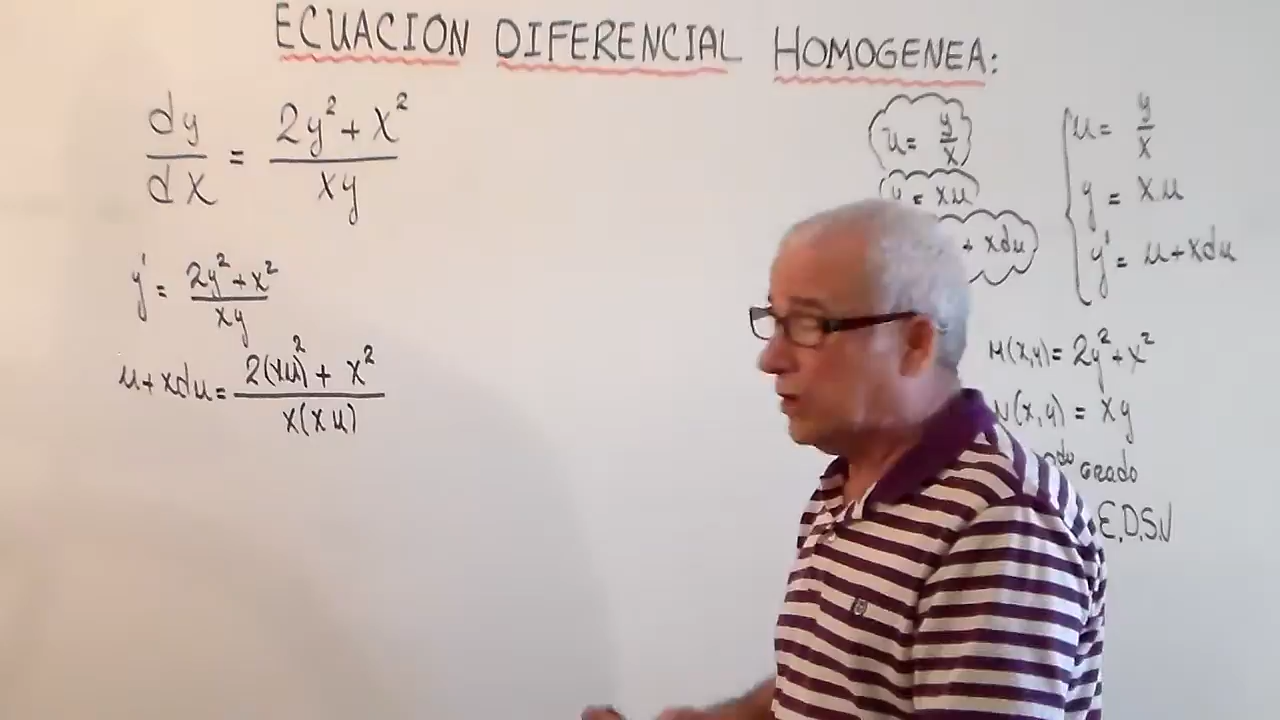 ECUACION DIFERENCIAL HOMOGENEA:
dy/dx = 2y²+x²/xy
y' = 2y²+x²/xy
u+xdu = 2(xu)²+x²/x(xu)
u= y/x
y = xu
+ xdu
u= y/x
y = x.u
y' = u+xdu
M(x,y)= 2y²+x²
N(x,y) = xy
Grado
E.D.S.V